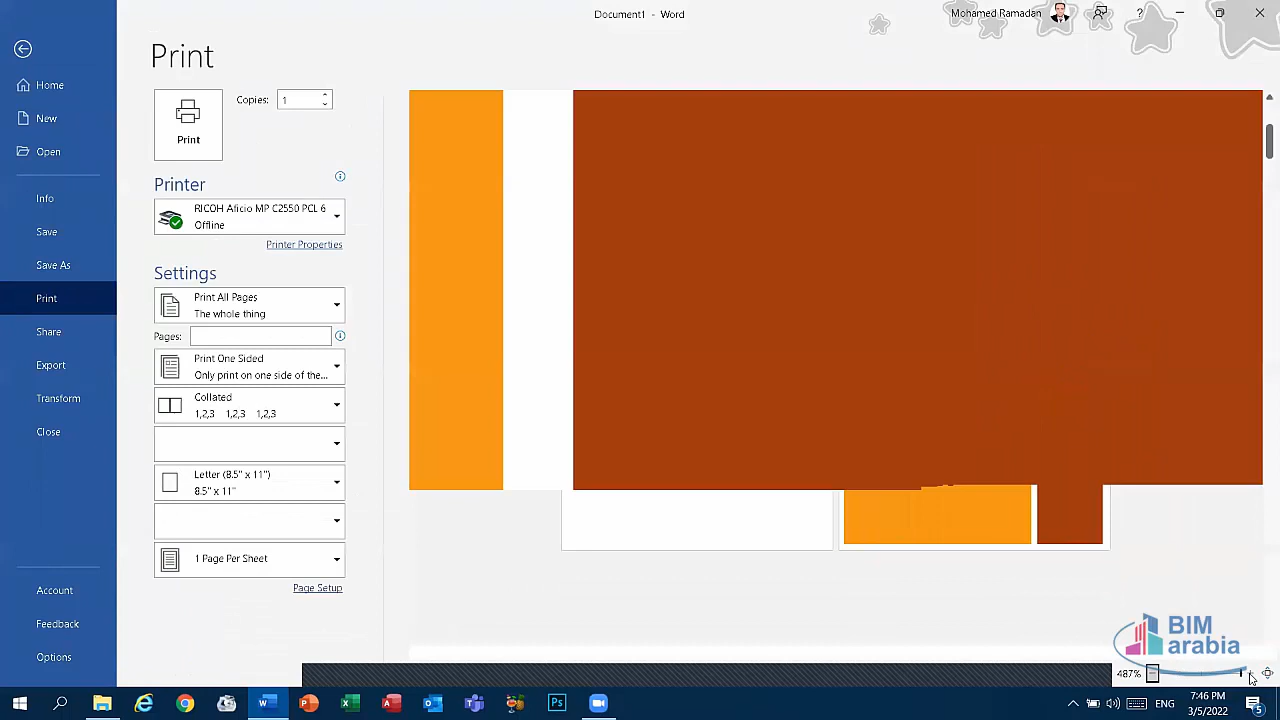 Document1 - Word
Mohamed Ramadan
?
Print
Home
New
Open
Info
Save
Save As
Print
Share
Export
Transform
Close
Account
Feedback
Options
Print
Copies: 1
Printer
RICOH Aficio MP C2550 PCL 6
Offline
Printer Properties
Settings
Print All Pages
The whole thing
Pages:
Print One Sided
Only print on one side of the...
Collated
1,2,3 1,2,3 1,2,3
Letter (8.5" x 11")
8.5" x 11"
1 Page Per Sheet
Page Setup
BIM
arabia
487%
ENG
7:46 PM
3/5/2022
5